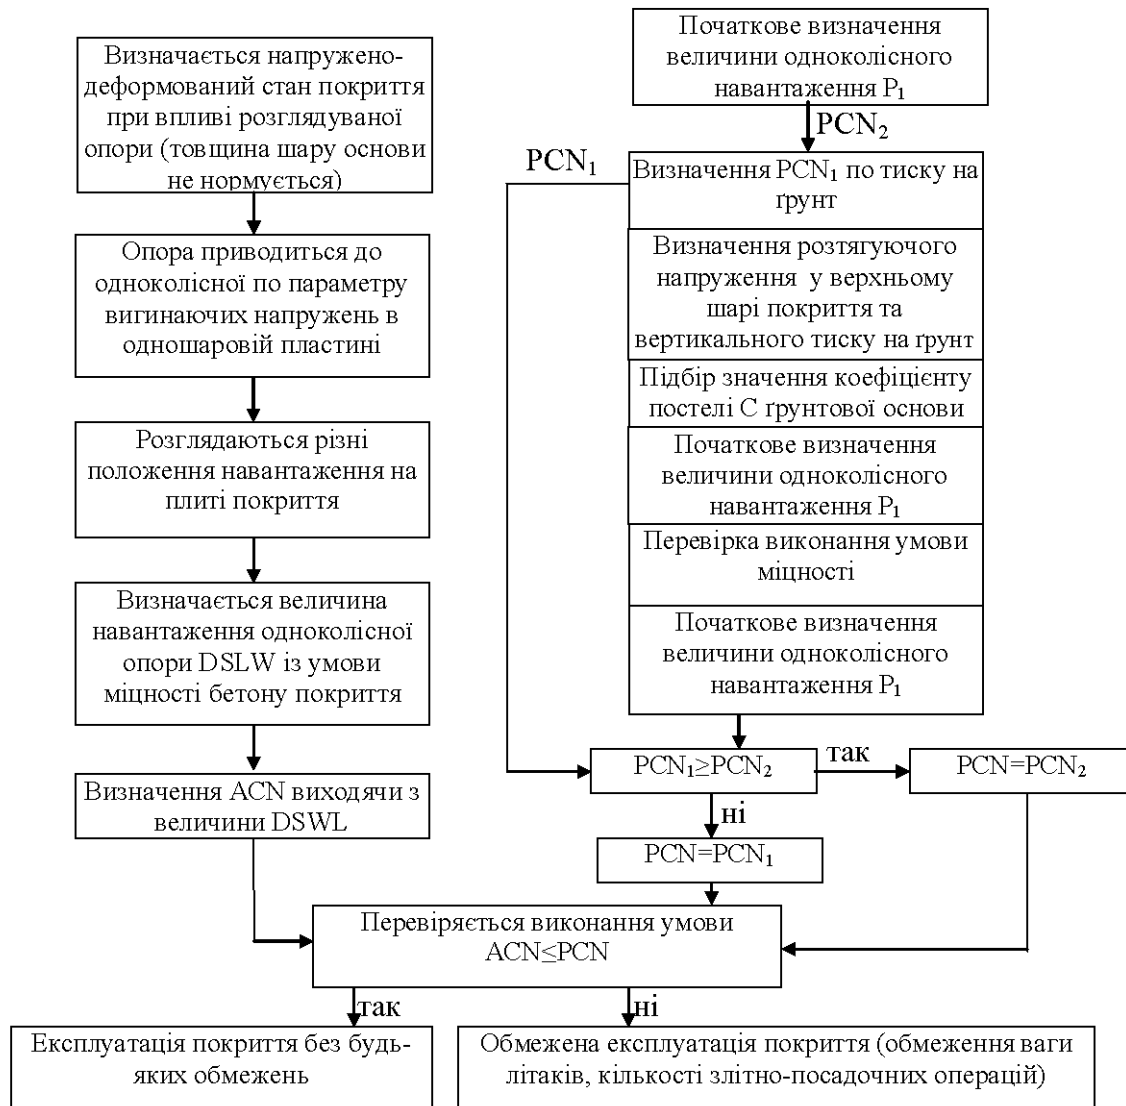 Визначається напружено-
деформований стан покриття
при впливі розглядуваної
опори (товщина шару основи
не нормується)
Опора приводиться до
одноколісної по параметру
вигинаючих напружень в
одношаровій пластині
Розглядаються різні
положення навантаження на
плиті покриття
Визначається величина
навантаження одноколісної
опори DSLW із умови
міцності бетону покриття
Визначення ACN виходячи з
величини DSWL
Початкове визначення
величини одноколісного
навантаження P₁
PCN₂
PCN₁
Визначення PCN₁ по тиску на
ґрунт
Визначення розтягуючого
напруження у верхньому
шарі покриття та
вертикального тиску на ґрунт
Підбір значення коефіцієнту
постелі C ґрунтової основи
Початкове визначення
величини одноколісного
навантаження P₁
Перевірка виконання умови
міцності
Початкове визначення
величини одноколісного
навантаження P₁
PCN₁≥PCN₂
так
PCN=PCN₂
ні
PCN=PCN₁
Перевіряється виконання умови
ACN≤PCN
так
ні
Експлуатація покриття без будь-
яких обмежень
Обмежена експлуатація покриття (обмеження ваги
літаків, кількості злітно-посадочних операцій)